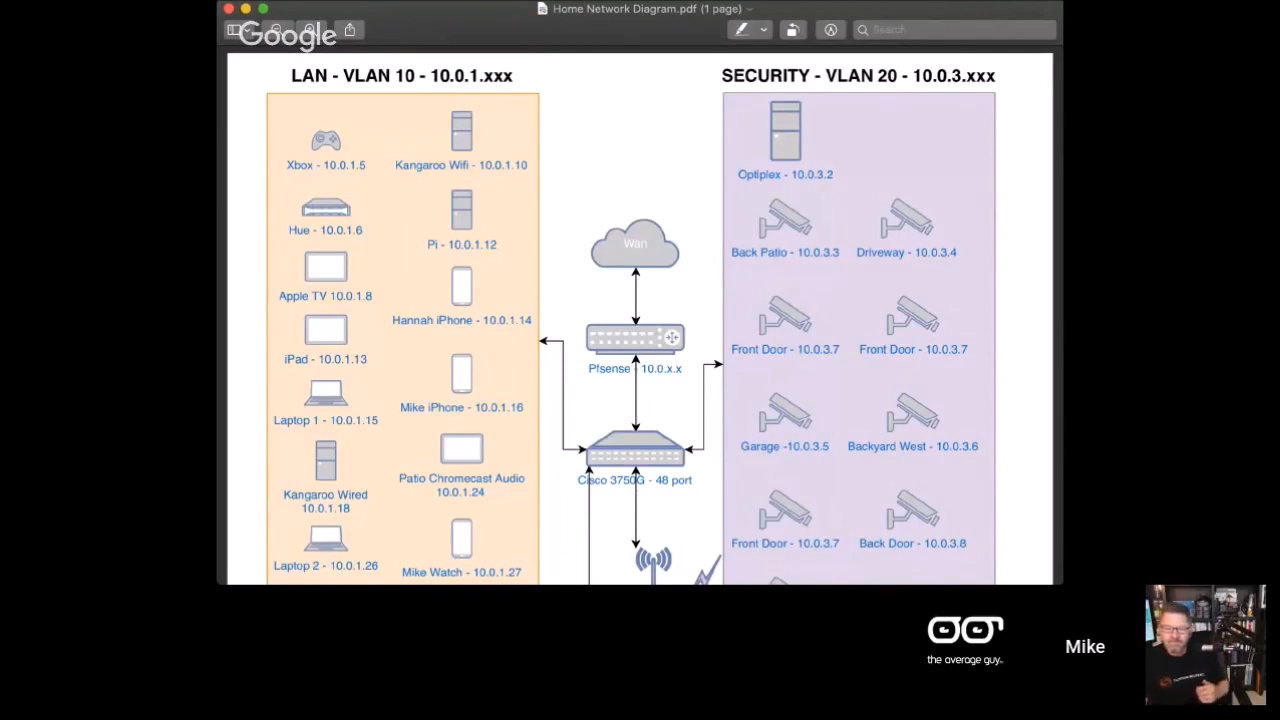 Home Network Diagram.pdf (1 page)
Google
Search
LAN - VLAN 10 - 10.0.1.xxx
SECURITY - VLAN 20 - 10.0.3.xxx
Xbox - 10.0.1.5
Kangaroo Wifi - 10.0.1.10
Hue - 10.0.1.6
Pi - 10.0.1.12
Apple TV 10.0.1.8
Hannah iPhone - 10.0.1.14
iPad - 10.0.1.13
Laptop 1 - 10.0.1.15
Mike iPhone - 10.0.1.16
Kangaroo Wired
10.0.1.18
Patio Chromecast Audio
10.0.1.24
Laptop 2 - 10.0.1.26
Mike Watch - 10.0.1.27
Wan
Pfsense - 10.0.x.x
Cisco 3750G - 48 port
Optiplex - 10.0.3.2
Back Patio - 10.0.3.3
Driveway - 10.0.3.4
Front Door - 10.0.3.7
Front Door - 10.0.3.7
Garage -10.0.3.5
Backyard West - 10.0.3.6
Front Door - 10.0.3.7
Back Door - 10.0.3.8
the average guy
Mike